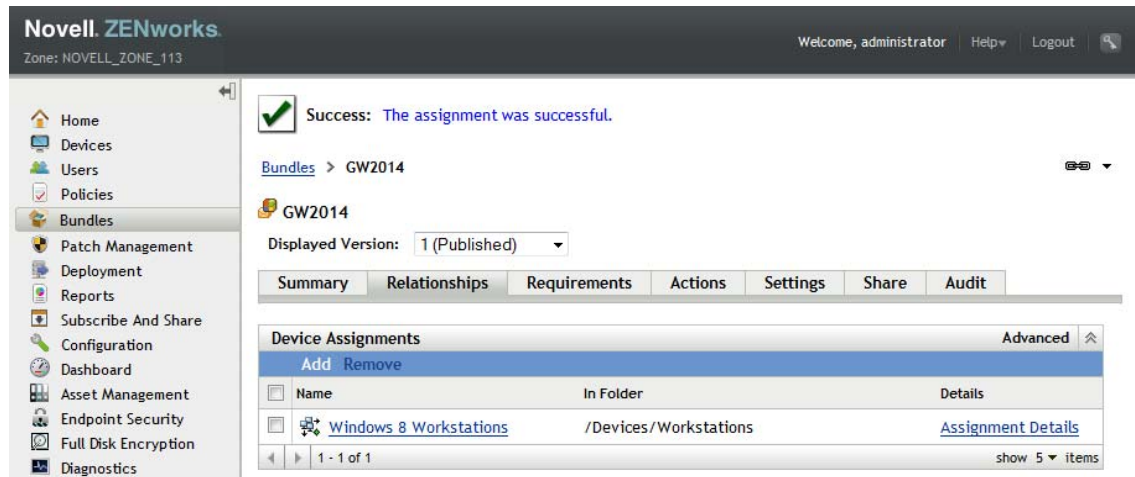 Novell. ZENworks.
Zone: NOVELL_ZONE_113
Welcome, administrator Help Logout
Home
Devices
Users
Policies
Bundles
Patch Management
Deployment
Reports
Subscribe And Share
Configuration
Dashboard
Asset Management
Endpoint Security
Full Disk Encryption
Diagnostics
Success: The assignment was successful.
Bundles > GW2014
GW2014
Displayed Version: 1 (Published)
Summary Relationships Requirements Actions Settings Share Audit
Device Assignments Advanced
Add Remove
Name In Folder Details
Windows 8 Workstations /Devices/Workstations Assignment Details
1 - 1 of 1 show 5 items